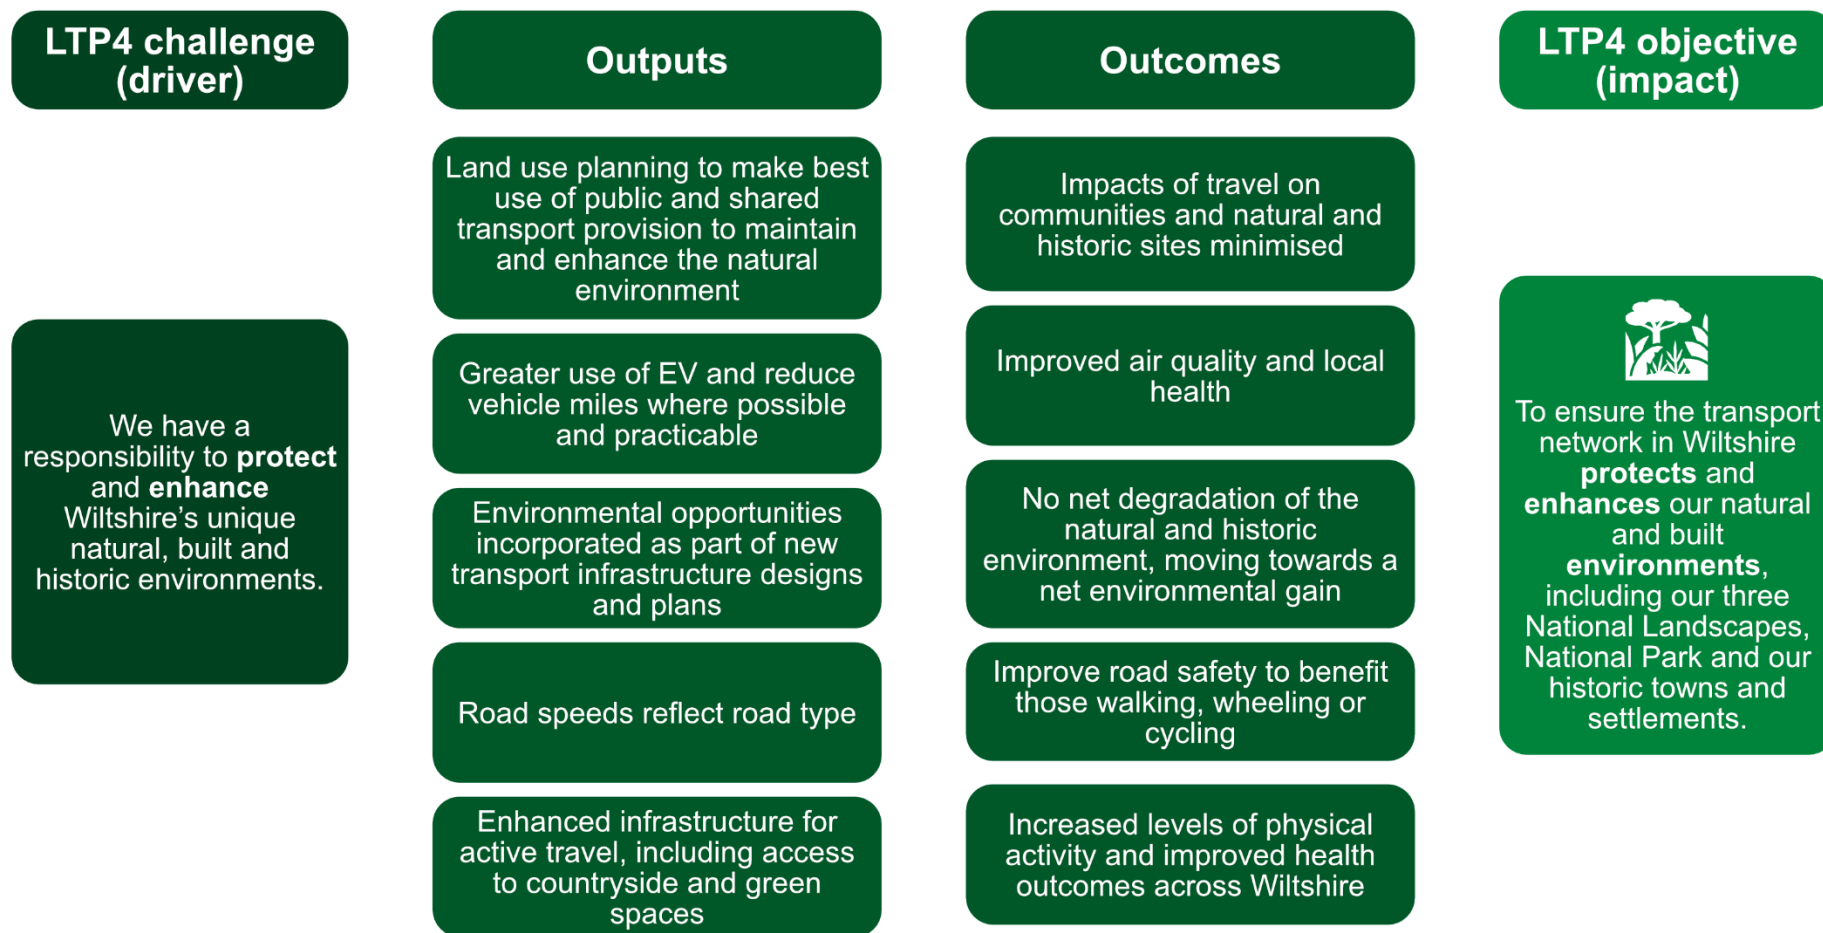 LTP4 challenge
(driver)
Outputs
Outcomes
LTP4 objective
(impact)
We have a
responsibility to protect
and enhance
Wiltshire’s unique
natural, built and
historic environments.
Land use planning to make best
use of public and shared
transport provision to maintain
and enhance the natural
environment
Greater use of EV and reduce
vehicle miles where possible
and practicable
Environmental opportunities
incorporated as part of new
transport infrastructure designs
and plans
Road speeds reflect road type
Enhanced infrastructure for
active travel, including access
to countryside and green
spaces
Impacts of travel on
communities and natural and
historic sites minimised
Improved air quality and local
health
No net degradation of the
natural and historic
environment, moving towards a
net environmental gain
Improve road safety to benefit
those walking, wheeling or
cycling
Increased levels of physical
activity and improved health
outcomes across Wiltshire
To ensure the transport
network in Wiltshire
protects and
enhances our natural
and built
environments,
including our three
National Landscapes,
National Park and our
historic towns and
settlements.